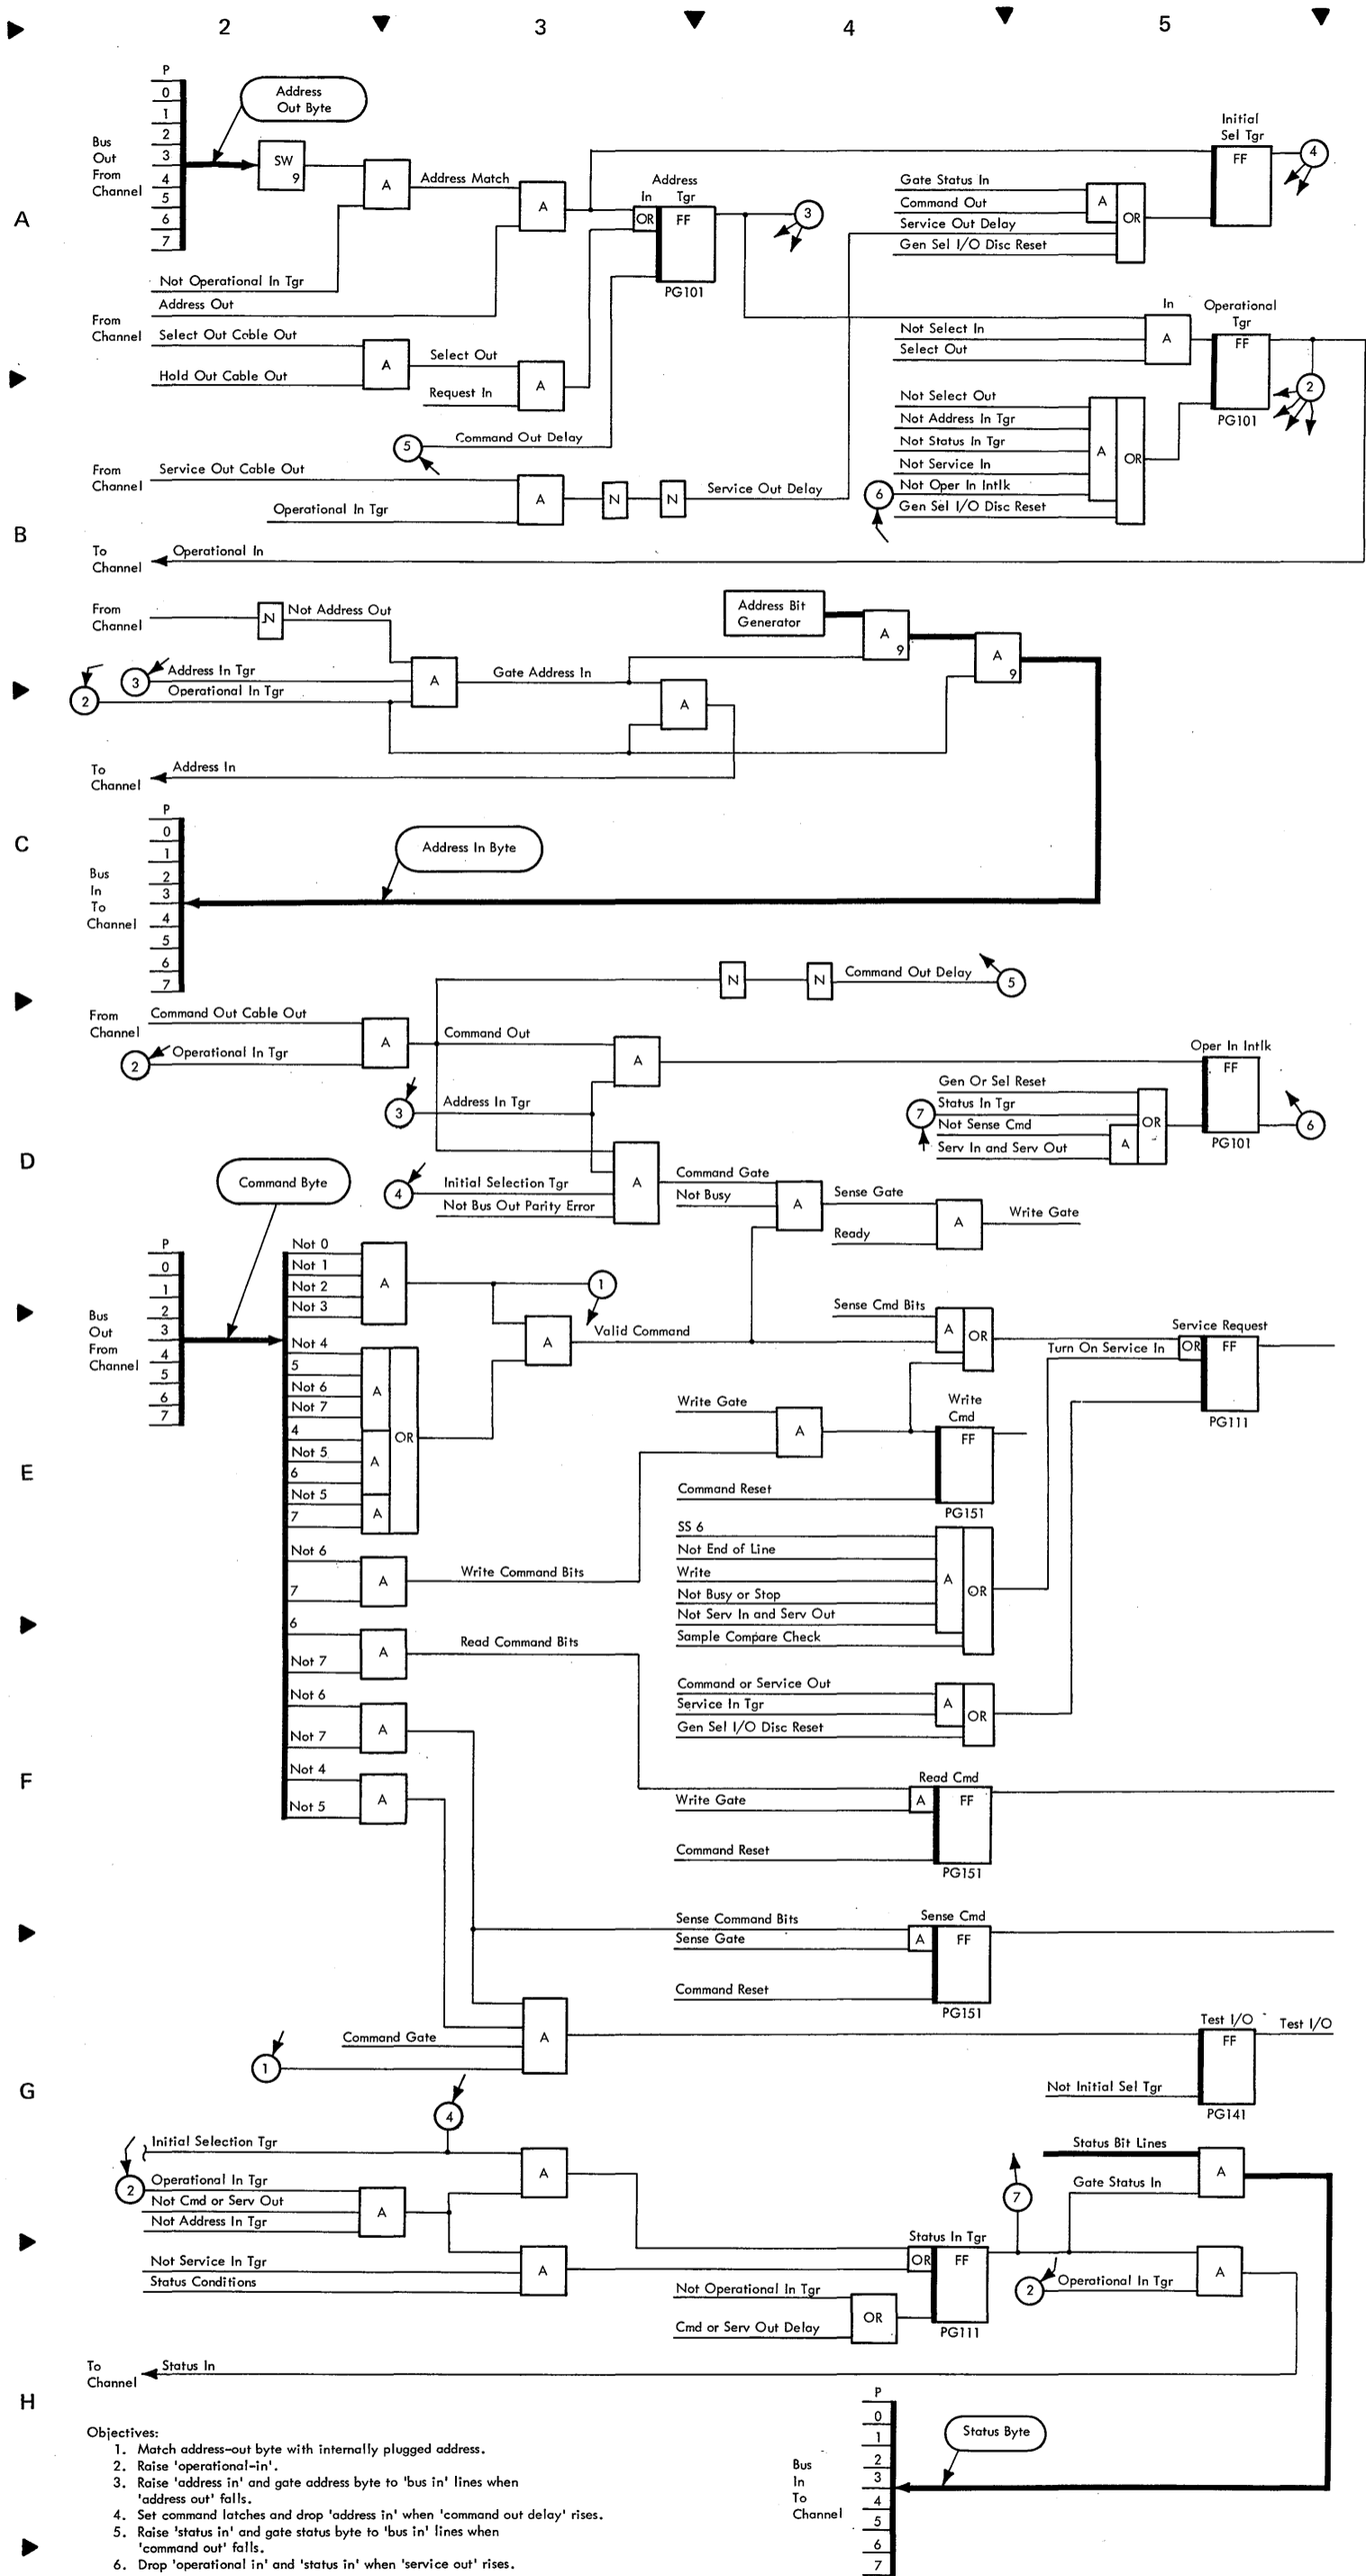 2 3 4 5
P
0
1
2
3
4
5
6
7
Bus
Out
From
Channel
Address
Out Byte
SW
9
A
Address Match
A
In
Address
Tgr
OR
FF
PG101
3
Gate Status In
Command Out
Service Out Delay
Gen Sel I/O Disc Reset
A
OR
Initial
Sel Tgr
FF
4
A
Not Operational In Tgr
Address Out
From
Channel
Select Out Cable Out
Hold Out Cable Out
A
Select Out
Request In
A
In
Operational
Tgr
Not Select In
Select Out
A
FF
PG101
2
5
Command Out Delay
Not Select Out
Not Address In Tgr
Not Status In Tgr
Not Service In
Not Oper In Intlk
Gen Sel I/O Disc Reset
A
OR
6
From
Channel
Service Out Cable Out
Operational In Tgr
A
N
N
Service Out Delay
B
To
Channel
Operational In
From
Channel
N
Not Address Out
Address Bit
Generator
A
9
A
9
3
Address In Tgr
2
Operational In Tgr
A
Gate Address In
A
To
Channel
Address In
C
P
0
1
2
3
4
5
6
7
Bus
In
To
Channel
Address In Byte
N
N
Command Out Delay
5
From
Channel
Command Out Cable Out
2
Operational In Tgr
A
Command Out
A
3
Address In Tgr
Oper In Intlk
FF
PG101
6
Gen Or Sel Reset
7
Status In Tgr
Not Sense Cmd
Serv In and Serv Out
A
OR
D
Command Byte
4
Initial Selection Tgr
Not Bus Out Parity Error
A
Command Gate
Not Busy
A
Sense Gate
Ready
A
Write Gate
P
0
1
2
3
4
5
6
7
Bus
Out
From
Channel
Not 0
Not 1
Not 2
Not 3
A
1
Not 4
5
Not 6
Not 7
A
4
Not 5
6
A
Not 5
7
A
OR
A
Valid Command
Sense Cmd Bits
A
OR
Service Request
Turn On Service In
OR
FF
PG111
Write Gate
A
Write
Cmd
FF
Command Reset
PG151
E
SS 6
Not End of Line
Write
Not Busy or Stop
Not Serv In and Serv Out
Sample Compare Check
A
OR
Not 6
7
A
Write Command Bits
6
Not 7
A
Read Command Bits
Command or Service Out
Service In Tgr
Gen Sel I/O Disc Reset
A
OR
Not 6
Not 7
A
F
Not 4
Not 5
A
Read Cmd
Write Gate
A
FF
Command Reset
PG151
Sense Command Bits
Sense Gate
Sense Cmd
A
FF
Command Reset
PG151
Command Gate
1
A
Test I/O
FF
Test I/O
Not Initial Sel Tgr
PG141
G
4
Initial Selection Tgr
A
2
Operational In Tgr
Not Cmd or Serv Out
Not Address In Tgr
A
Not Service In Tgr
Status Conditions
A
Status In Tgr
OR
FF
PG111
Not Operational In Tgr
Cmd or Serv Out Delay
OR
7
Status Bit Lines
Gate Status In
A
2
Operational In Tgr
A
To
Channel
Status In
H
P
0
1
2
3
4
5
6
7
Bus
In
To
Channel
Status Byte
Objectives:
1. Match address-out byte with internally plugged address.
2. Raise 'operational-in'.
3. Raise 'address in' and gate address byte to 'bus in' lines when
'address out' falls.
4. Set command latches and drop 'address in' when 'command out delay' rises.
5. Raise 'status in' and gate status byte to 'bus in' lines when
'command out' falls.
6. Drop 'operational in' and 'status in' when 'service out' rises.